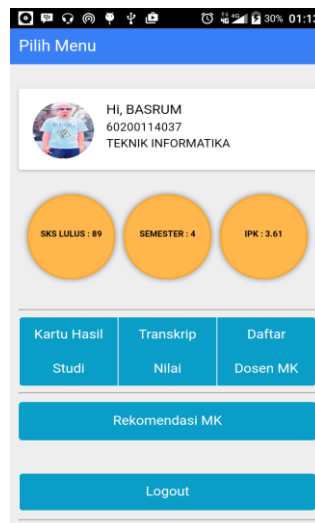 30% 01:13
Pilih Menu
Hi, BASRUM
60200114037
TEKNIK INFORMATIKA
SKS LULUS : 89
SEMESTER : 4
IPK : 3.61
Kartu Hasil Studi
Transkrip Nilai
Daftar Dosen MK
Rekomendasi MK
Logout